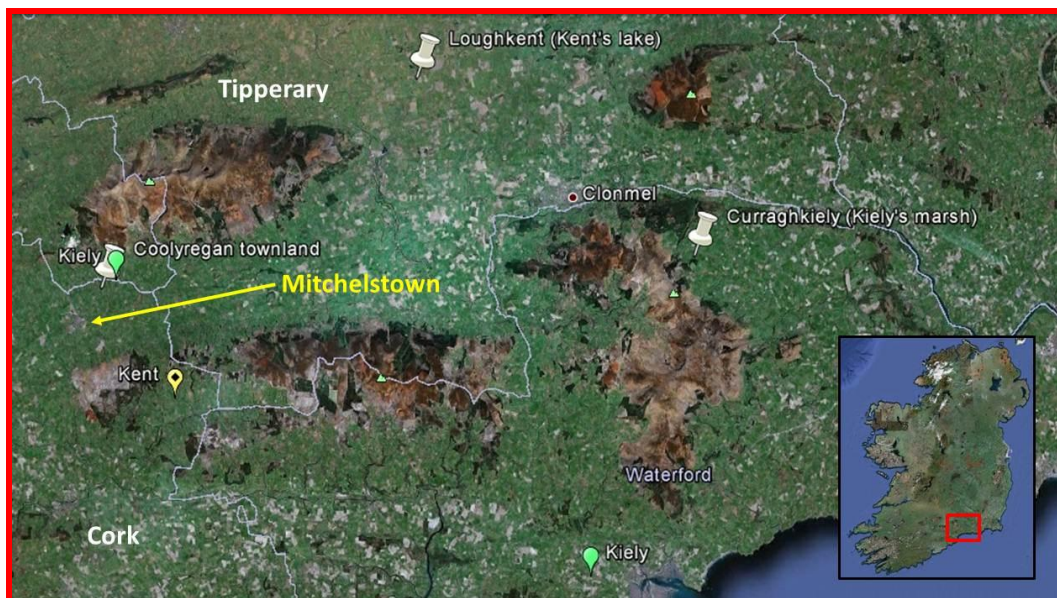 Loughkent (Kent's lake)
Tipperary
Clonmel
Curraghkiely (Kiely's marsh)
Kiely
Coolyregan townland
Mitchelstown
Kent
Waterford
Cork
Kiely